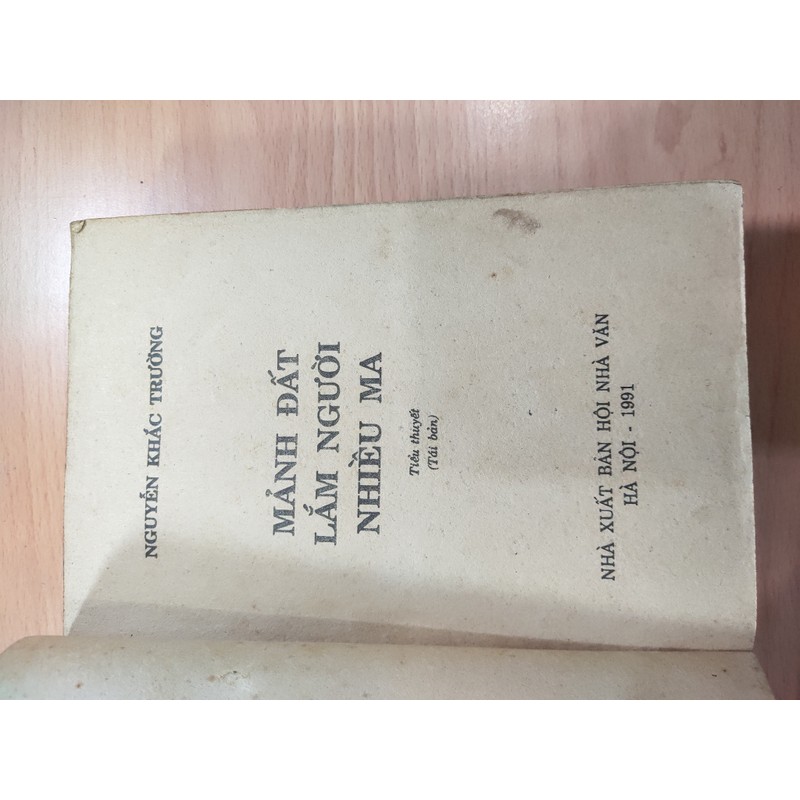 NGUYỄN KHẮC TRƯỜNG
MẢNH ĐẤT
LẮM NGƯỜI
NHIỀU MA
Tiểu thuyết
(Tái bản)
NHÀ XUẤT BẢN HỘI NHÀ VĂN
HÀ NỘI - 1991